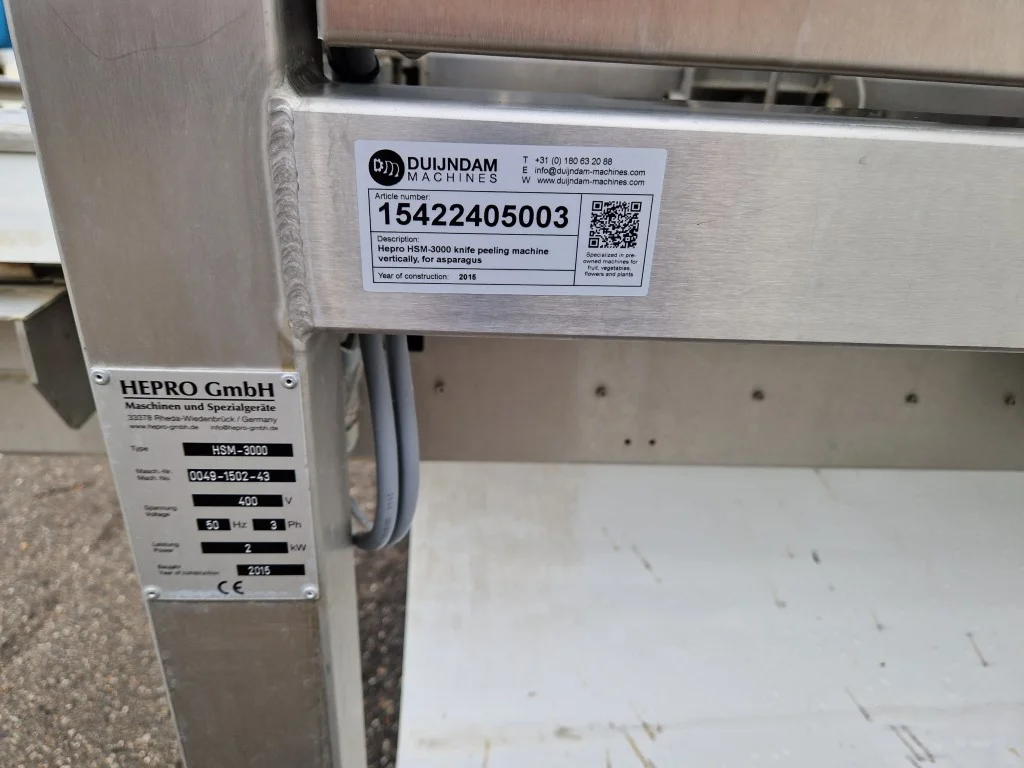 DUIJNDAM
MACHINES
T +31 (0) 180 63 20 88
E info@duijndam-machines.com
W www.duijndam-machines.com
Article number:
15422405003
Description:
Hepro HSM-3000 knife peeling machine
vertically, for asparagus
Year of construction: 2015
Specialized in pre-
owned machines for
fruit, vegetables,
flowers and plants
HEPRO GmbH
Maschinen und Spezialgeräte
33378 Rheda-Wiedenbrück / Germany
www.hepro-gmbh.de info@hepro-gmbh.de
Type HSM-3000
Masch.-Nr.
Mach. No. 0049-1502-43
Spannung
Voltage 400 V
50 Hz 3 Ph
Leistung
Power 2 kW
Baujahr
Year of construction 2015
CE